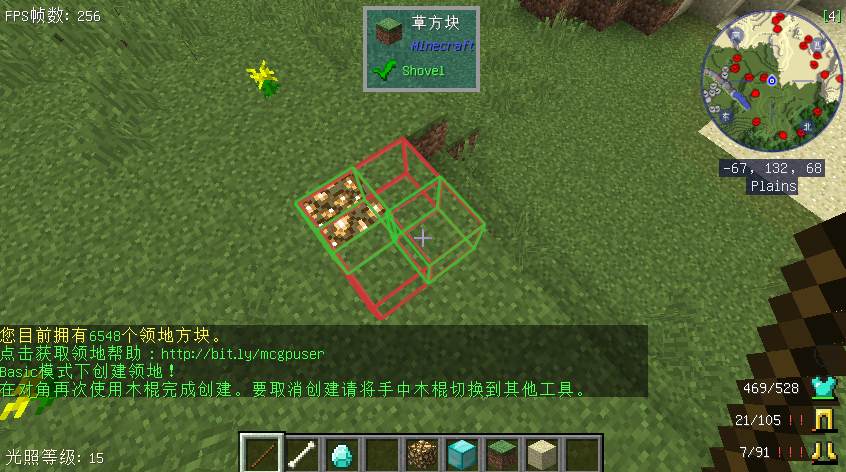 FPS帧数: 256
草方块
Minecraft
Shovel
[4]
南
西
东
北
-67, 132, 68
Plains
您目前拥有6548个领地方块。
点击获取领地帮助：http://bit.ly/mcgpuser
Basic模式下创建领地！
在对角再次使用木棍完成创建。要取消创建请将手中木棍切换到其他工具。
469/528
21/105 !!
7/91 !!!
光照等级: 15